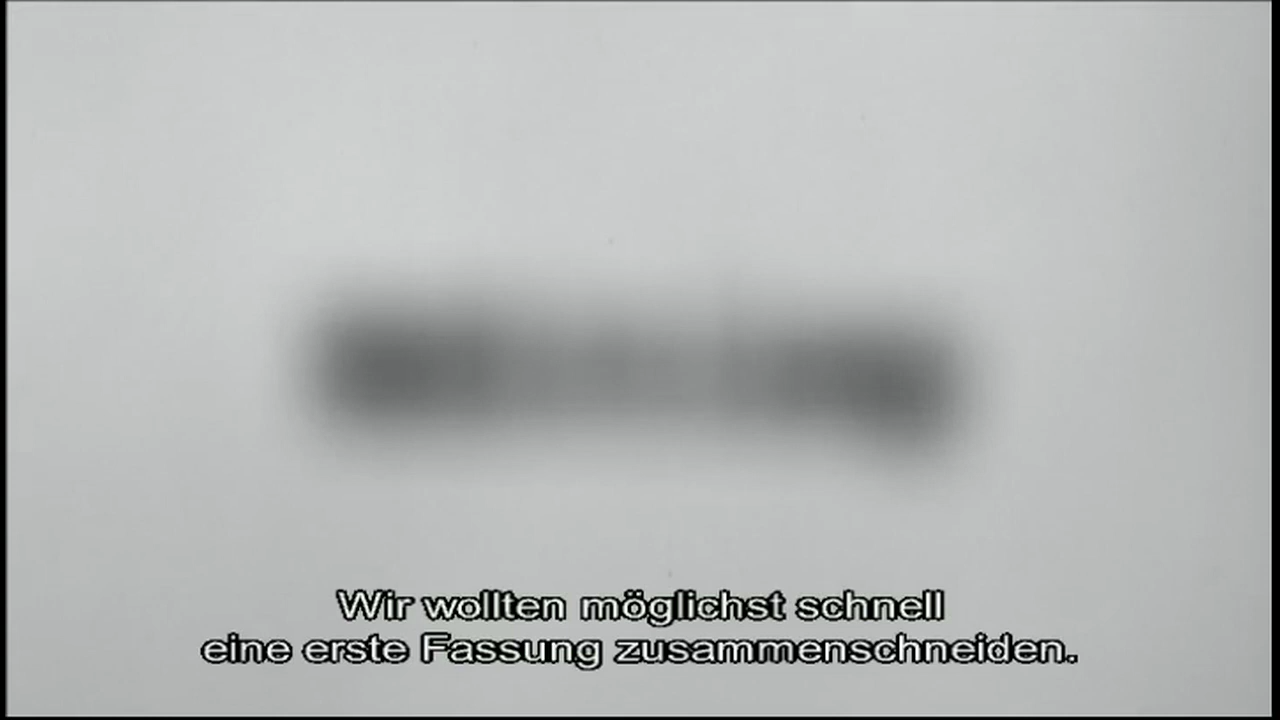 Wir wollten möglichst schnell
eine erste Fassung zusammenschneiden.